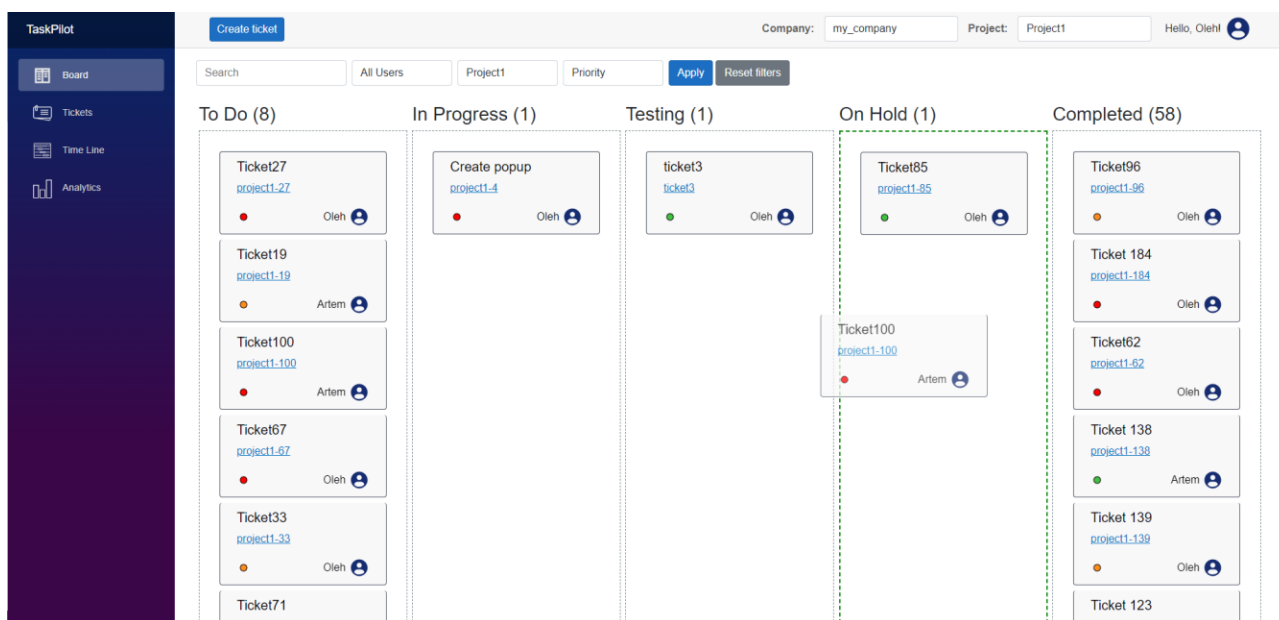 TaskPilot
Create ticket
Company: my_company Project: Project1 Hello, Oleh!
Board
Tickets
Time Line
Analytics
Search All Users Project1 Priority Apply Reset filters
To Do (8)
Ticket27
project1-27
Oleh
Ticket19
project1-19
Artem
Ticket100
project1-100
Artem
Ticket67
project1-67
Oleh
Ticket33
project1-33
Oleh
Ticket71
In Progress (1)
Create popup
project1-4
Oleh
Testing (1)
ticket3
ticket3
Oleh
On Hold (1)
Ticket85
project1-85
Oleh
Ticket100
project1-100
Artem
Completed (58)
Ticket96
project1-96
Oleh
Ticket 184
project1-184
Oleh
Ticket62
project1-62
Oleh
Ticket 138
project1-138
Artem
Ticket 139
project1-139
Oleh
Ticket 123